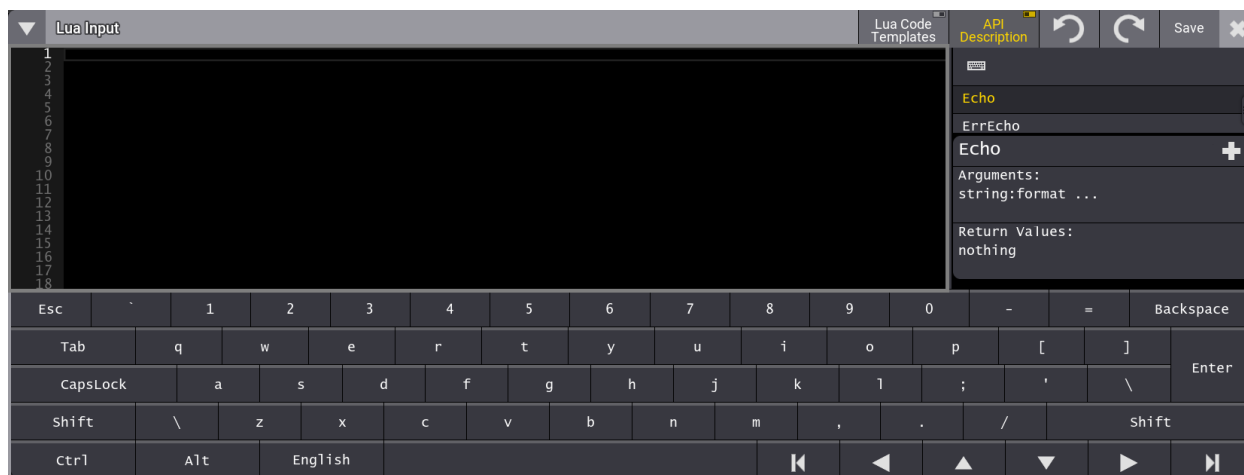 Lua Input
Lua Code Templates
API Description
Save
1
2
3
4
5
6
7
8
9
10
11
12
13
14
15
16
17
18
Echo
ErrEcho
Echo
Arguments:
string:format ...
Return Values:
nothing
Esc ` 1 2 3 4 5 6 7 8 9 0 - = Backspace
Tab q w e r t y u i o p [ ]
Enter
CapsLock a s d f g h j k l ; ' \
Shift \ z x c v b n m , . / Shift
Ctrl Alt English